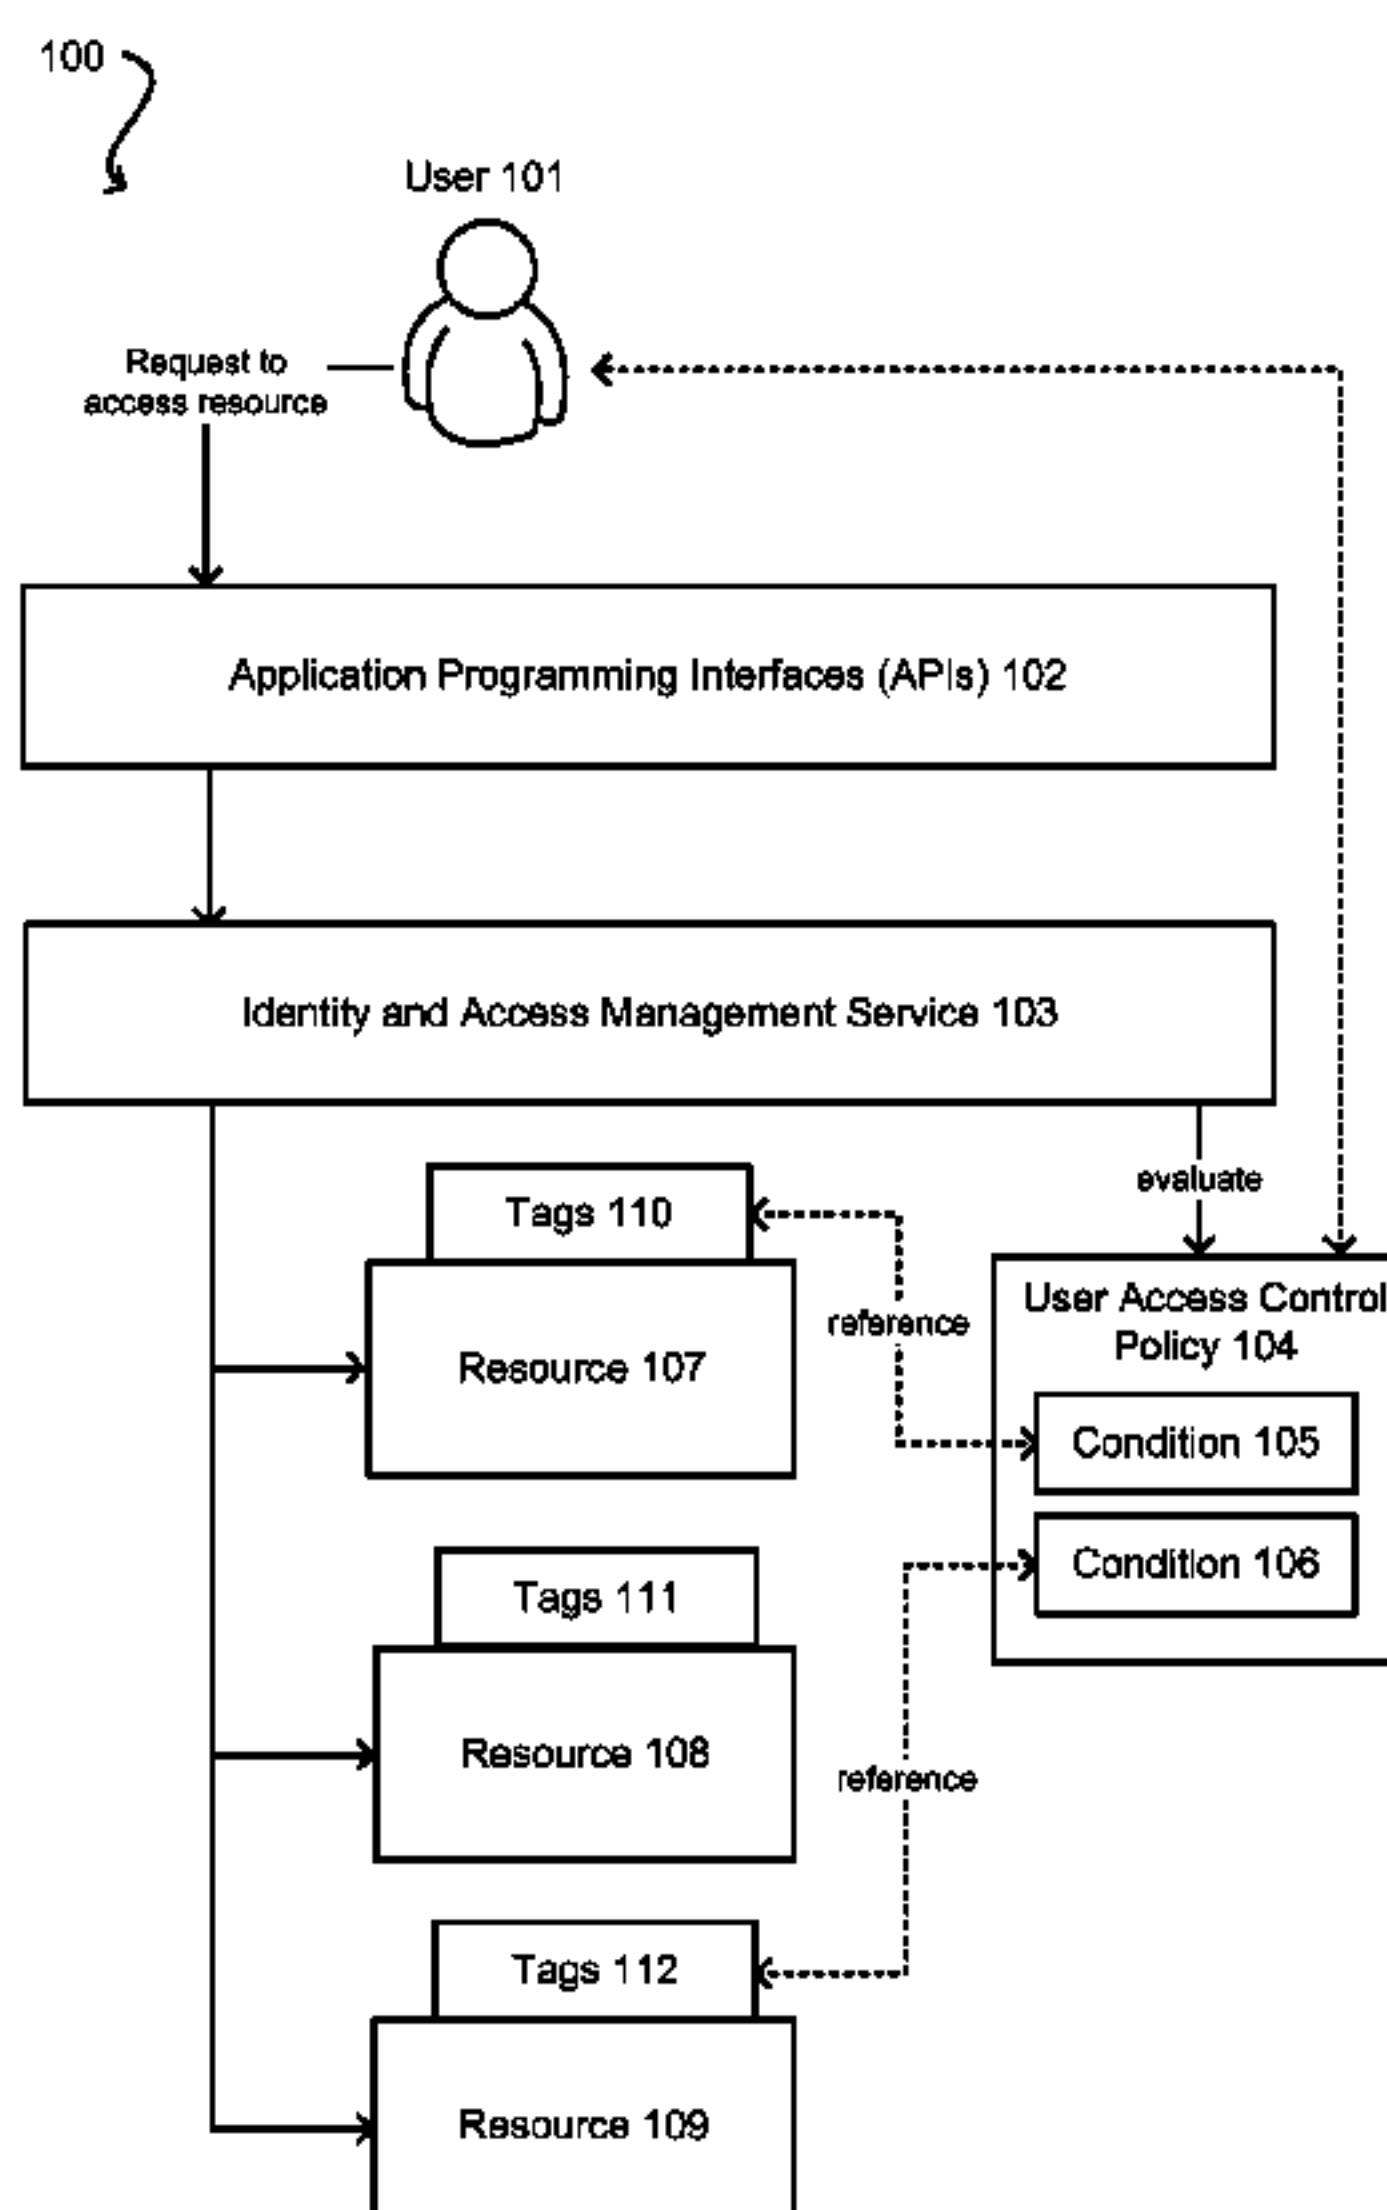 100
User 101
Request to
access resource
Application Programming Interfaces (APIs) 102
Identity and Access Management Service 103
evaluate
Tags 110
Resource 107
reference
User Access Control
Policy 104
Condition 105
Condition 106
Tags 111
Resource 108
reference
Tags 112
Resource 109